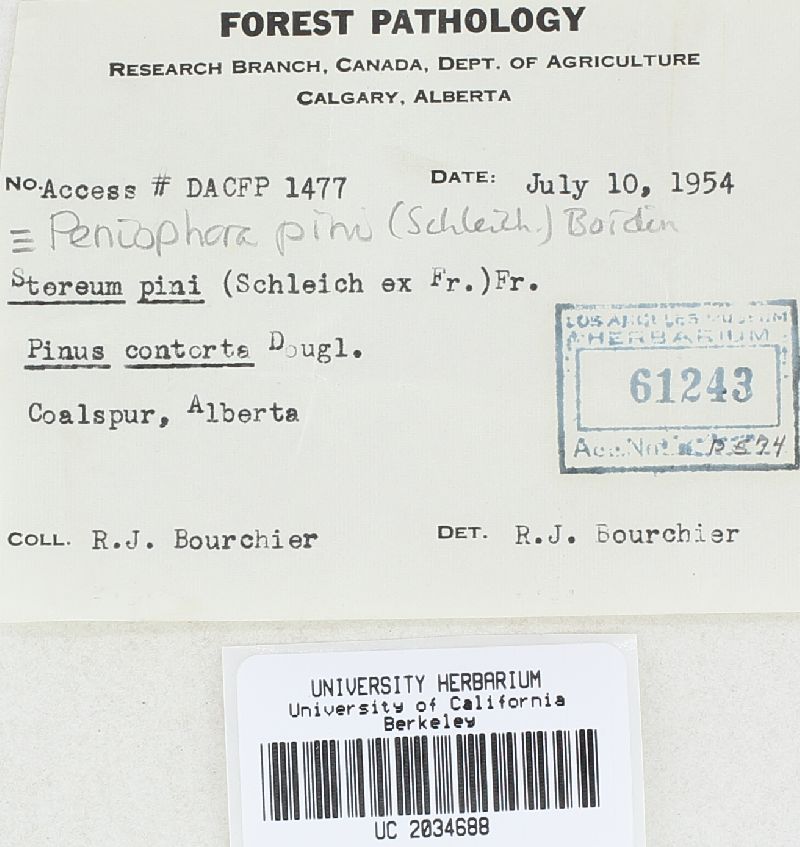 FOREST PATHOLOGY
RESEARCH BRANCH, CANADA, DEPT. OF AGRICULTURE
CALGARY, ALBERTA
NO. Access # DACFP 1477 DATE: July 10, 1954
≡ Peniophora pini (Schleich.) Boidin
Stereum pini (Schleich ex Fr.)Fr.
Pinus contorta Dougl.
Coalspur, Alberta
LOS ANGELES MUSEUM
HERBARIUM
61243
Acc. No.
COLL. R.J. Bourchier DET. R.J. Bourchier
UNIVERSITY HERBARIUM
University of California
Berkeley
UC 2034688